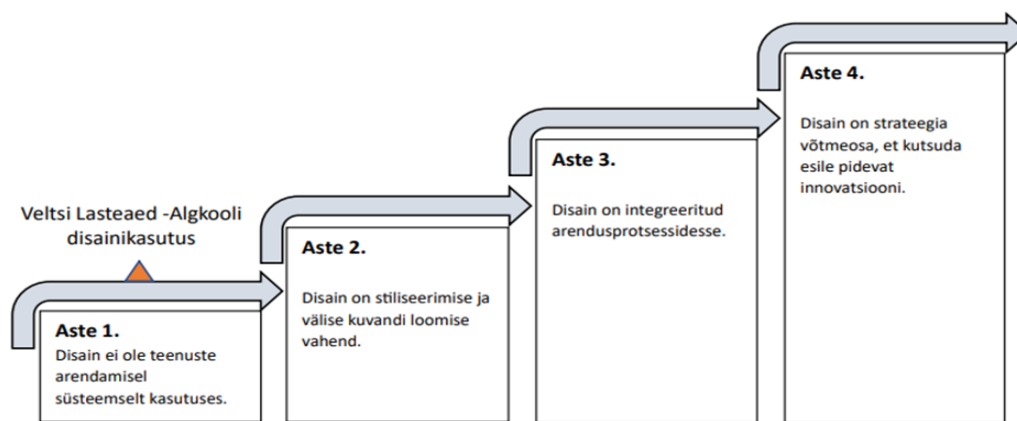 Veltsi Lasteaed -Algkooli
disainikasutus
Aste 1.
Disain ei ole teenuste
arendamisel
süsteemselt kasutuses.
Aste 2.
Disain on stiliseerimise ja
välise kuvandi loomise
vahend.
Aste 3.
Disain on integreeritud
arendusprotsessidesse.
Aste 4.
Disain on strateegia
võtmeosa, et kutsuda
esile pidevat
innovatsiooni.